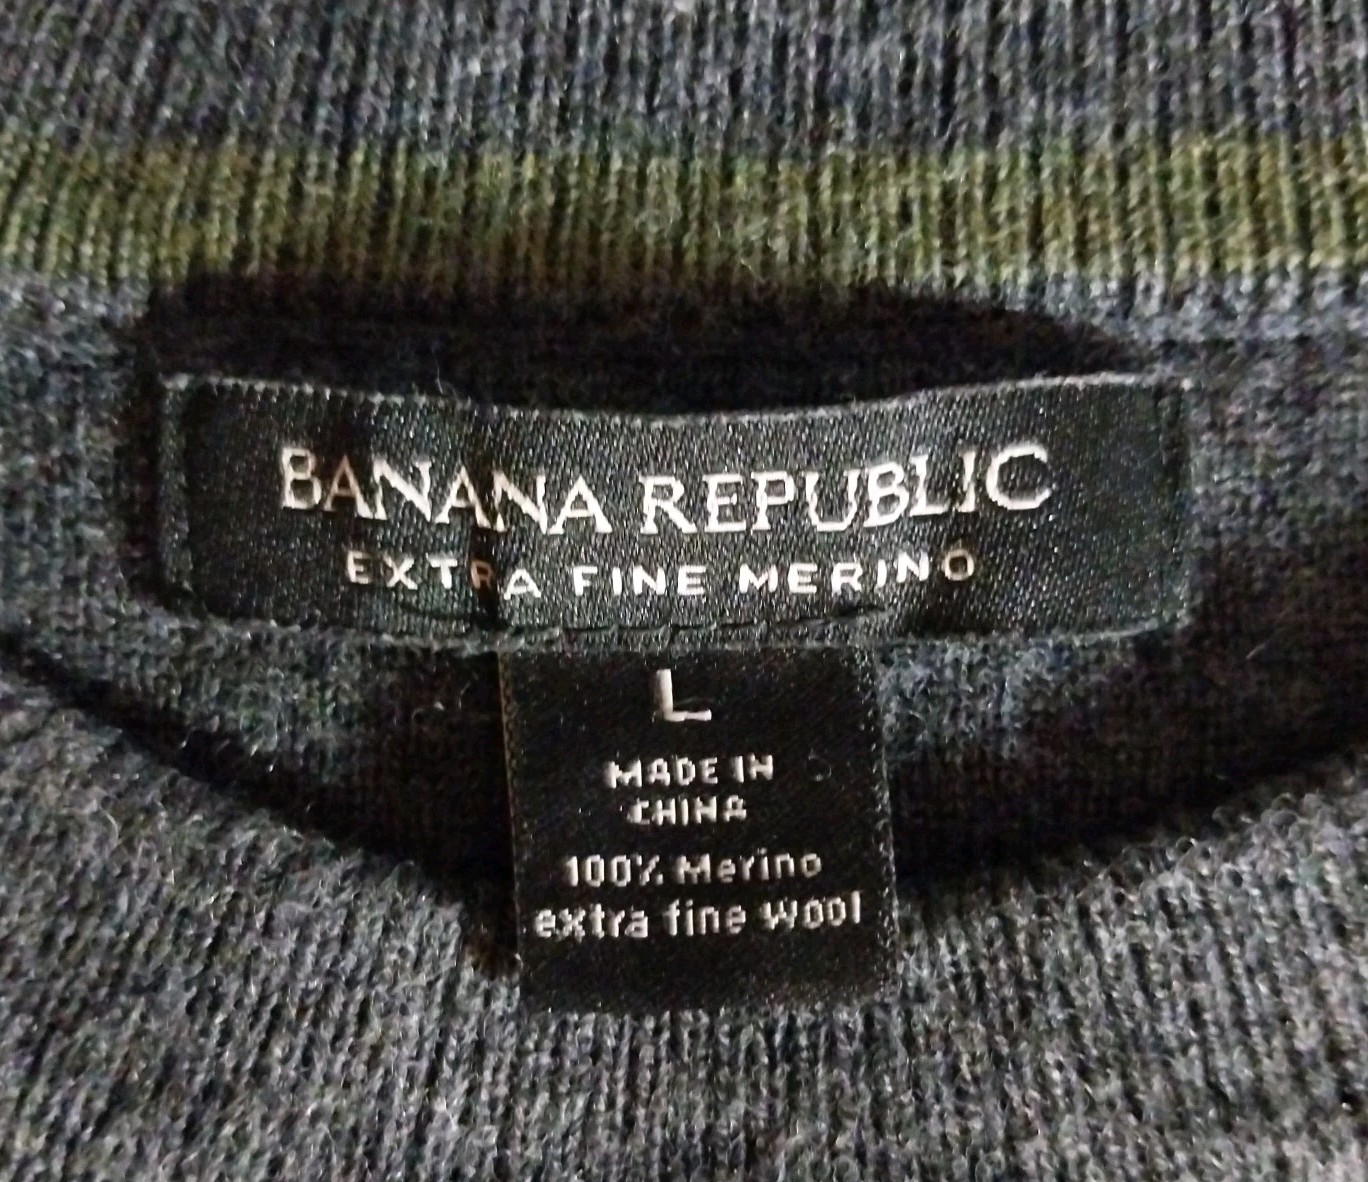 BANANA REPUBLIC
EXTRA FINE MERINO
L
MADE IN
CHINA
100% Merino
extra fine wool